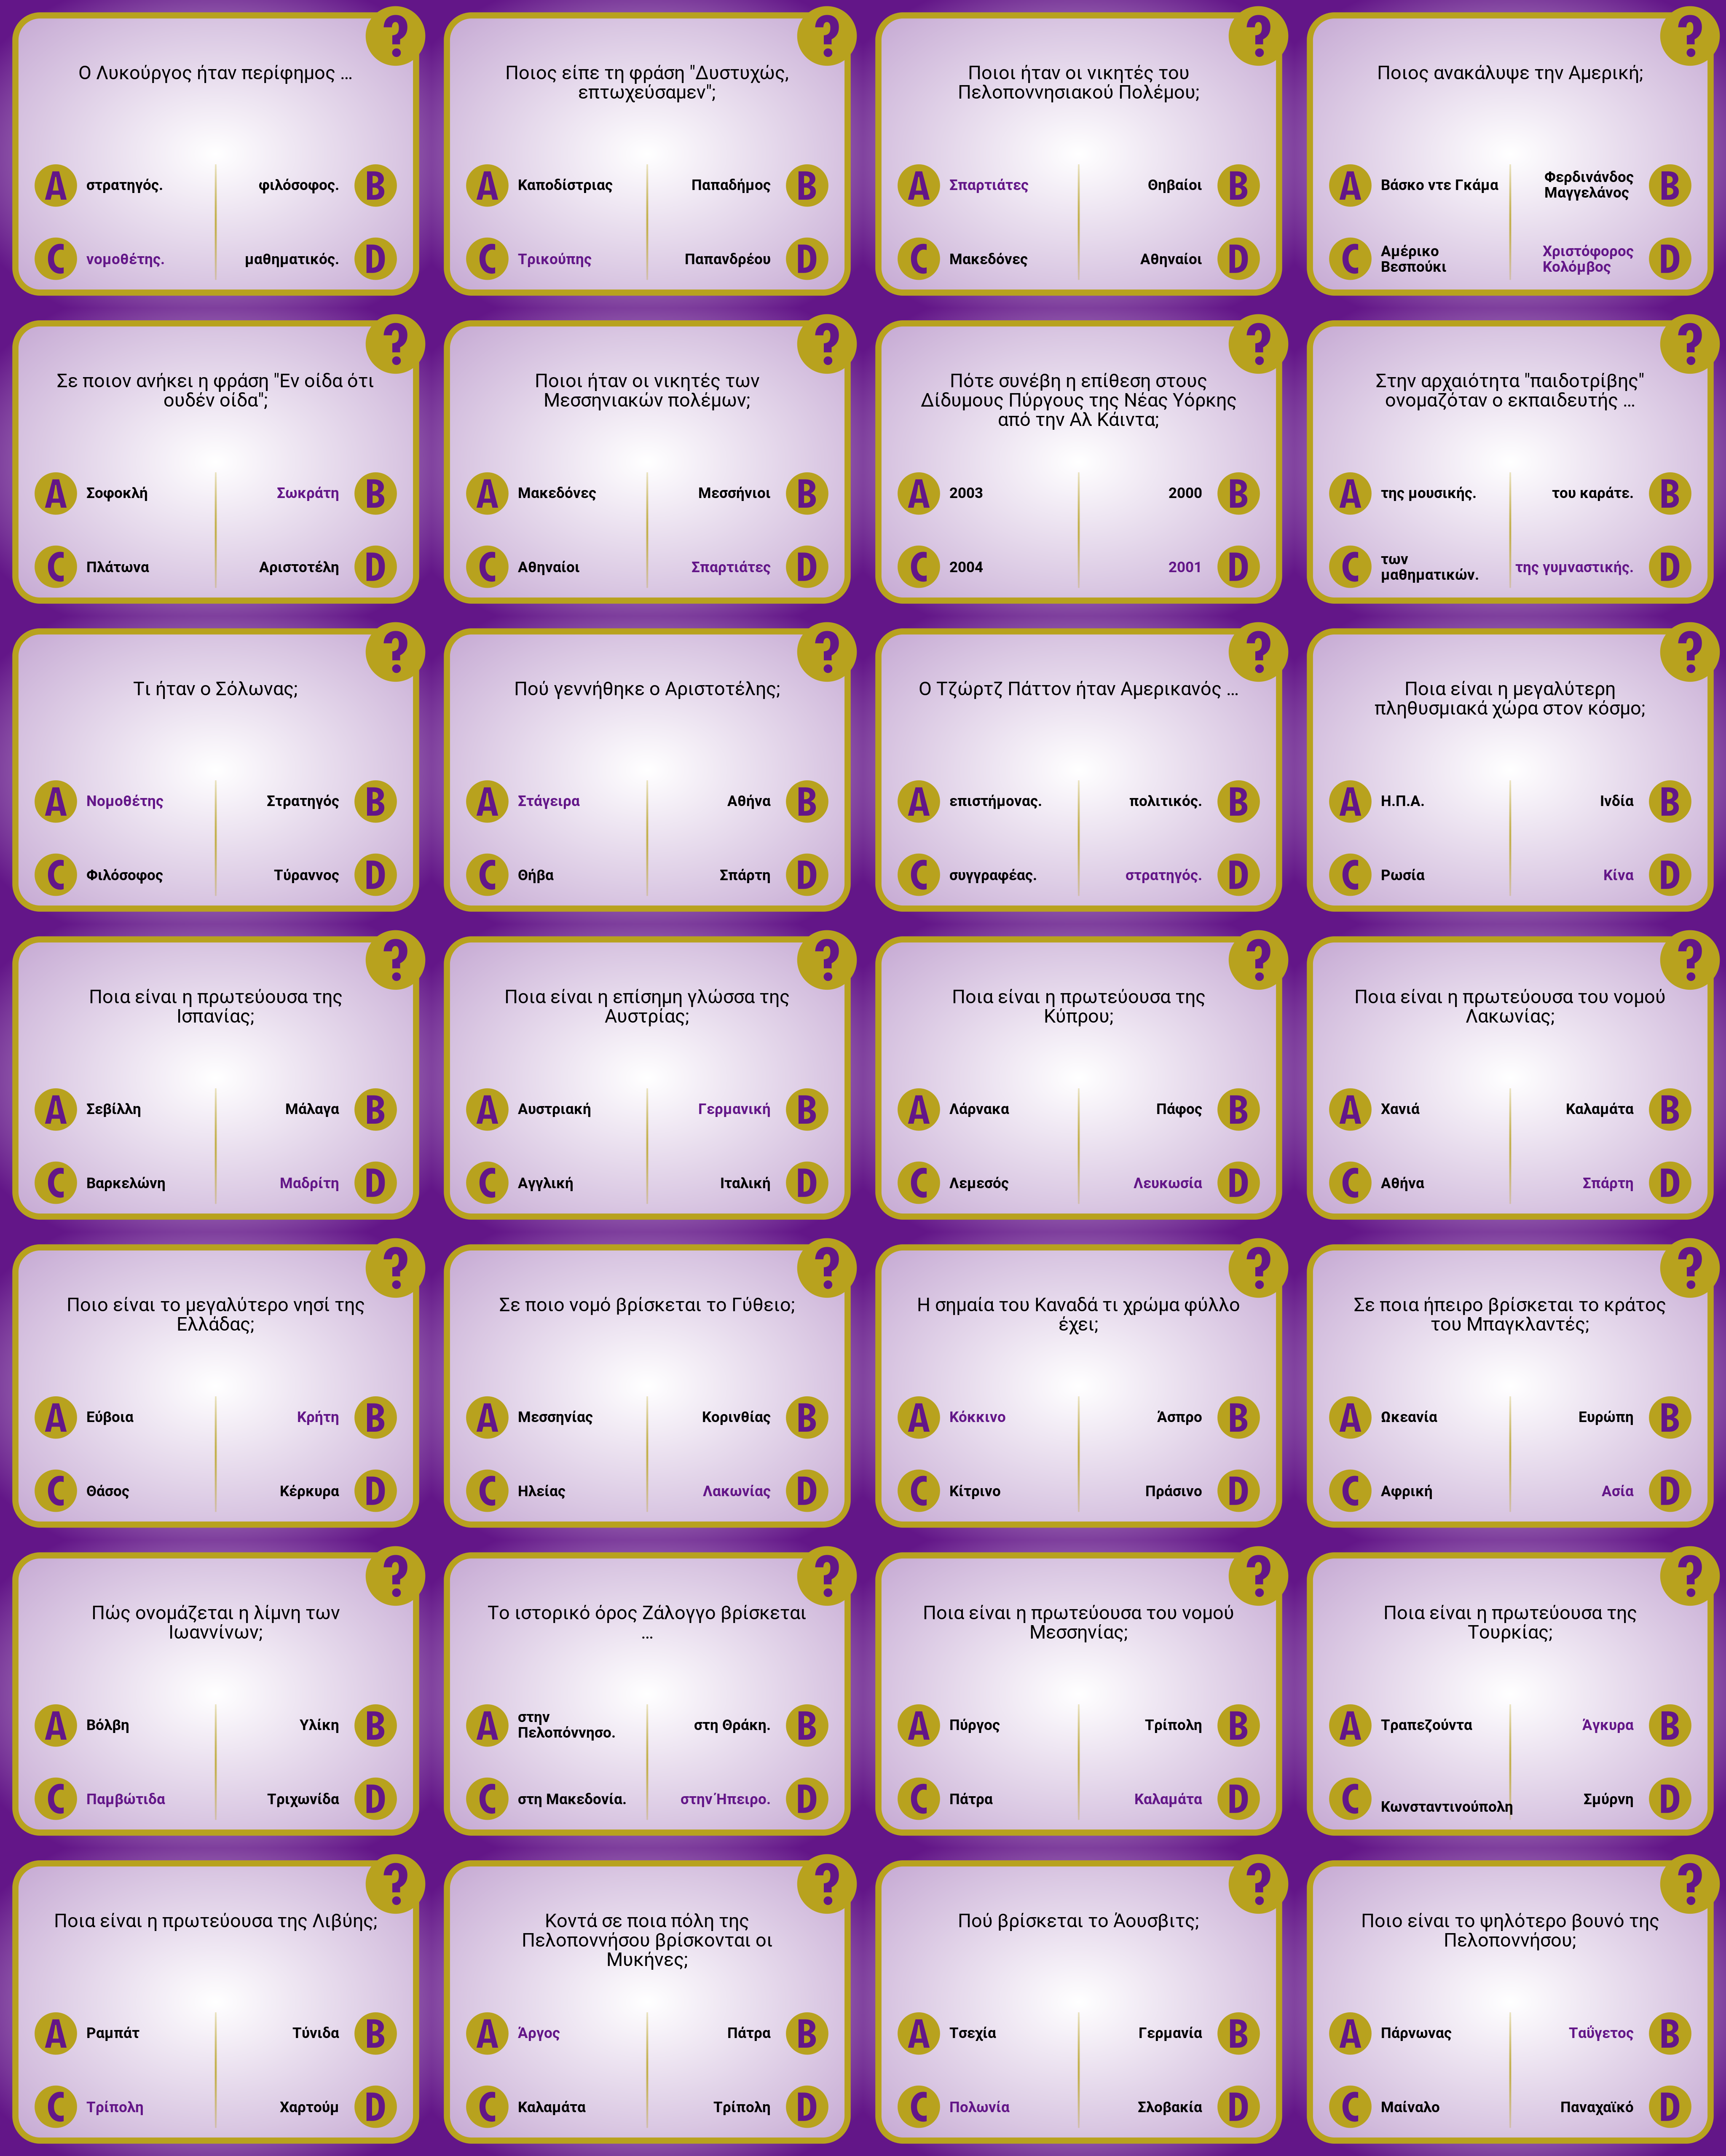 ?
Ο Λυκούργος ήταν περίφημος ...
A στρατηγός. φιλόσοφος. B
C νομοθέτης. μαθηματικός. D
?
Ποιος είπε τη φράση "Δυστυχώς,
επτωχεύσαμεν";
A Καποδίστριας Παπαδήμος B
C Τρικούπης Παπανδρέου D
?
Ποιοι ήταν οι νικητές του
Πελοποννησιακού Πολέμου;
A Σπαρτιάτες Θηβαίοι B
C Μακεδόνες Αθηναίοι D
?
Ποιος ανακάλυψε την Αμερική;
A Βάσκο ντε Γκάμα Φερδινάνδος
Μαγγελάνος B
C Αμέρικο
Βεσπούκι
Χριστόφορος
Κολόμβος D
?
Σε ποιον ανήκει η φράση "Εν οίδα ότι
ουδέν οίδα";
A Σοφοκλή Σωκράτη B
C Πλάτωνα Αριστοτέλη D
?
Ποιοι ήταν οι νικητές των
Μεσσηνιακών πολέμων;
A Μακεδόνες Μεσσήνιοι B
C Αθηναίοι Σπαρτιάτες D
?
Πότε συνέβη η επίθεση στους
Δίδυμους Πύργους της Νέας Υόρκης
από την Αλ Κάιντα;
A 2003 2000 B
C 2004 2001 D
?
Στην αρχαιότητα "παιδοτρίβης"
ονομαζόταν ο εκπαιδευτής ...
A της μουσικής. του καράτε. B
C των
μαθηματικών.
της γυμναστικής. D
?
Τι ήταν ο Σόλωνας;
A Νομοθέτης Στρατηγός B
C Φιλόσοφος Τύραννος D
?
Πού γεννήθηκε ο Αριστοτέλης;
A Στάγειρα Αθήνα B
C Θήβα Σπάρτη D
?
Ο Τζώρτζ Πάττον ήταν Αμερικανός ...
A επιστήμονας. πολιτικός. B
C συγγραφέας. στρατηγός. D
?
Ποια είναι η μεγαλύτερη
πληθυσμιακά χώρα στον κόσμο;
A Η.Π.Α. Ινδία B
C Ρωσία Κίνα D
?
Ποια είναι η πρωτεύουσα της
Ισπανίας;
A Σεβίλλη Μάλαγα B
C Βαρκελώνη Μαδρίτη D
?
Ποια είναι η επίσημη γλώσσα της
Αυστρίας;
A Αυστριακή Γερμανική B
C Αγγλική Ιταλική D
?
Ποια είναι η πρωτεύουσα της
Κύπρου;
A Λάρνακα Πάφος B
C Λεμεσός Λευκωσία D
?
Ποια είναι η πρωτεύουσα του νομού
Λακωνίας;
A Χανιά Καλαμάτα B
C Αθήνα Σπάρτη D
?
Ποιο είναι το μεγαλύτερο νησί της
Ελλάδας;
A Εύβοια Κρήτη B
C Θάσος Κέρκυρα D
?
Σε ποιο νομό βρίσκεται το Γύθειο;
A Μεσσηνίας Κορινθίας B
C Ηλείας Λακωνίας D
?
Η σημαία του Καναδά τι χρώμα φύλλο
έχει;
A Κόκκινο Άσπρο B
C Κίτρινο Πράσινο D
?
Σε ποια ήπειρο βρίσκεται το κράτος
του Μπαγκλαντές;
A Ωκεανία Ευρώπη B
C Αφρική Ασία D
?
Πώς ονομάζεται η λίμνη των
Ιωαννίνων;
A Βόλβη Υλίκη B
C Παμβώτιδα Τριχωνίδα D
?
Το ιστορικό όρος Ζάλογγο βρίσκεται
...
A στην
Πελοπόννησο.
στη Θράκη. B
C στη Μακεδονία. στην Ήπειρο. D
?
Ποια είναι η πρωτεύουσα του νομού
Μεσσηνίας;
A Πύργος Τρίπολη B
C Πάτρα Καλαμάτα D
?
Ποια είναι η πρωτεύουσα της
Τουρκίας;
A Τραπεζούντα Άγκυρα B
C Κωνσταντινούπολη Σμύρνη D
?
Ποια είναι η πρωτεύουσα της Λιβύης;
A Ραμπάτ Τύνιδα B
C Τρίπολη Χαρτούμ D
?
Κοντά σε ποια πόλη της
Πελοποννήσου βρίσκονται οι
Μυκήνες;
A Άργος Πάτρα B
C Καλαμάτα Τρίπολη D
?
Πού βρίσκεται το Άουσβιτς;
A Τσεχία Γερμανία B
C Πολωνία Σλοβακία D
?
Ποιο είναι το ψηλότερο βουνό της
Πελοποννήσου;
A Πάρνωνας Ταΰγετος B
C Μαίναλο Παναχαϊκό D